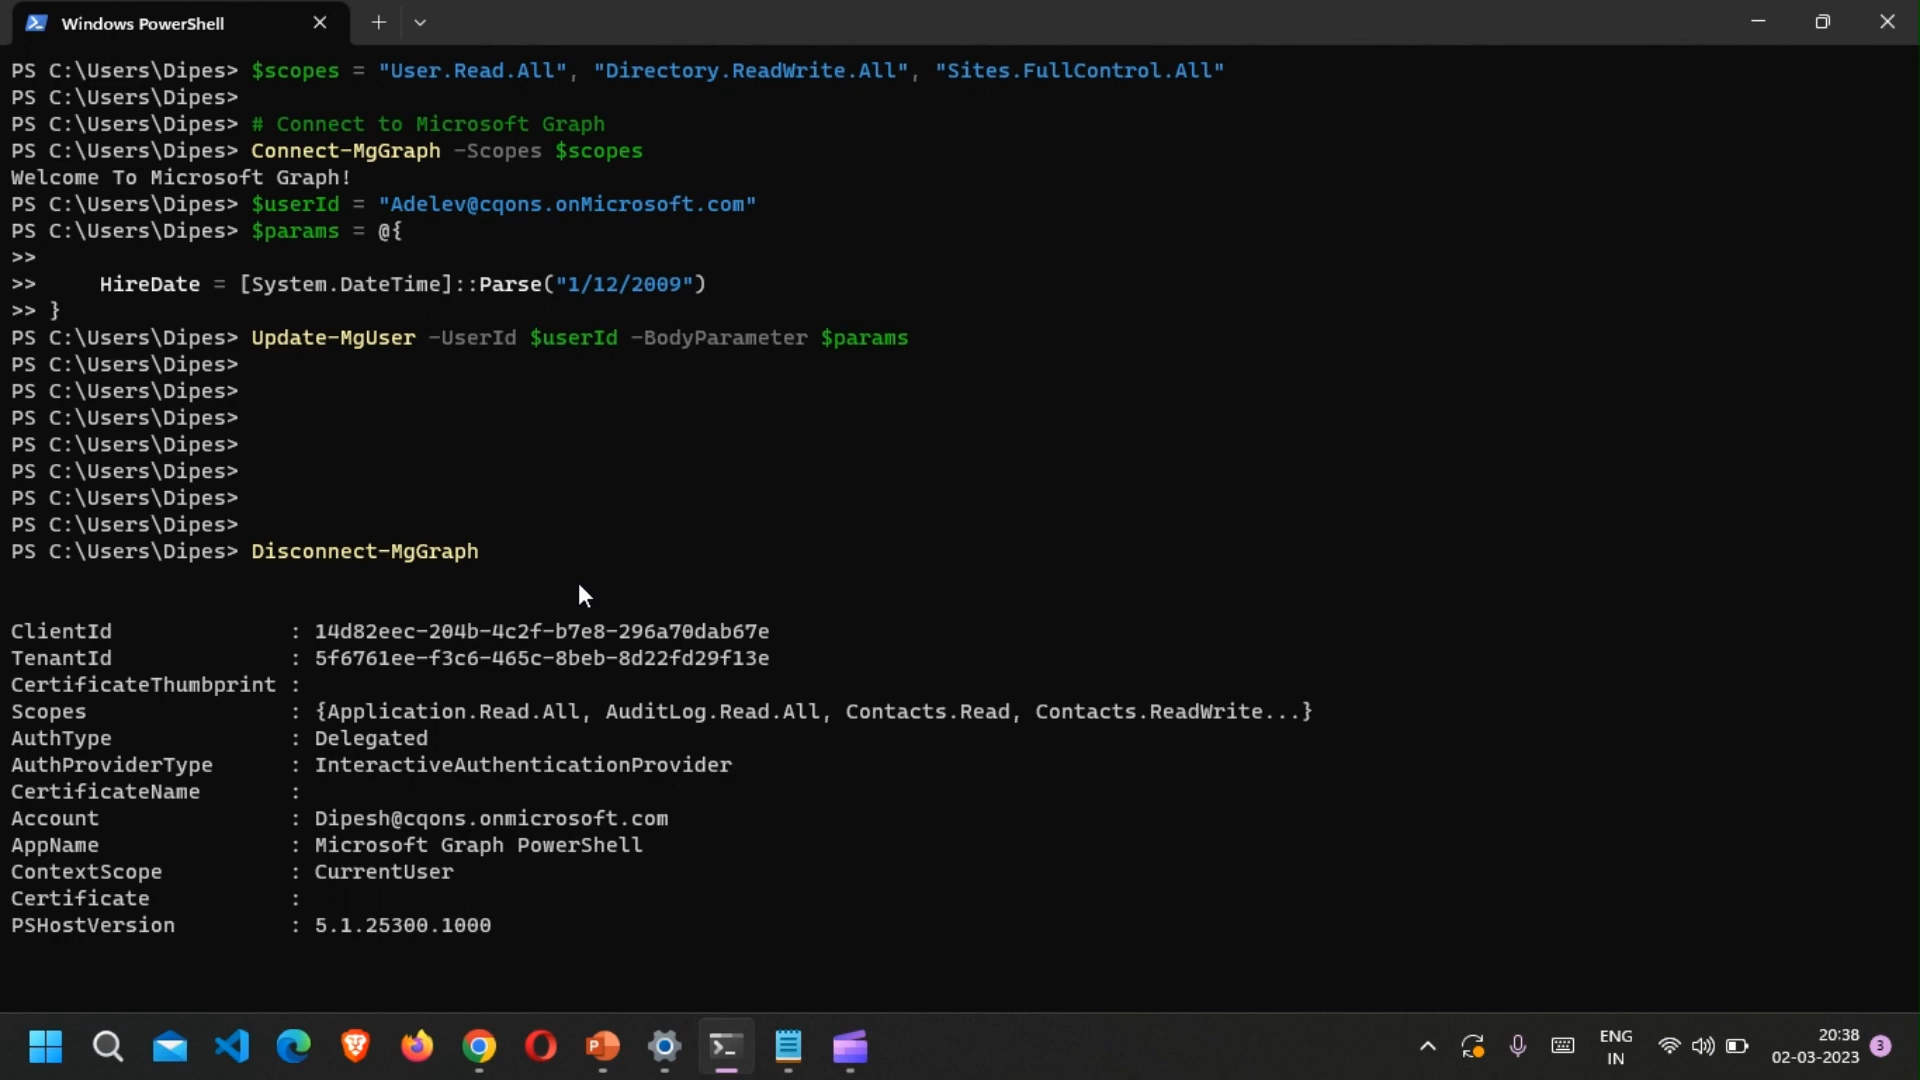 Windows PowerShell
PS C:\Users\Dipes> $scopes = "User.Read.All", "Directory.ReadWrite.All", "Sites.FullControl.All"
PS C:\Users\Dipes>
PS C:\Users\Dipes> # Connect to Microsoft Graph
PS C:\Users\Dipes> Connect-MgGraph -Scopes $scopes
Welcome To Microsoft Graph!
PS C:\Users\Dipes> $userId = "Adelev@cqons.onMicrosoft.com"
PS C:\Users\Dipes> $params = @{
>>
>>     HireDate = [System.DateTime]::Parse("1/12/2009")
>> }
PS C:\Users\Dipes> Update-MgUser -UserId $userId -BodyParameter $params
PS C:\Users\Dipes>
PS C:\Users\Dipes>
PS C:\Users\Dipes>
PS C:\Users\Dipes>
PS C:\Users\Dipes>
PS C:\Users\Dipes>
PS C:\Users\Dipes>
PS C:\Users\Dipes> Disconnect-MgGraph
ClientId : 14d82eec-204b-4c2f-b7e8-296a70dab67e
TenantId : 5f6761ee-f3c6-465c-8beb-8d22fd29f13e
CertificateThumbprint :
Scopes : {Application.Read.All, AuditLog.Read.All, Contacts.Read, Contacts.ReadWrite...}
AuthType : Delegated
AuthProviderType : InteractiveAuthenticationProvider
CertificateName :
Account : Dipesh@cqons.onmicrosoft.com
AppName : Microsoft Graph PowerShell
ContextScope : CurrentUser
Certificate :
PSHostVersion : 5.1.25300.1000
ENG
IN
20:38
02-03-2023
3